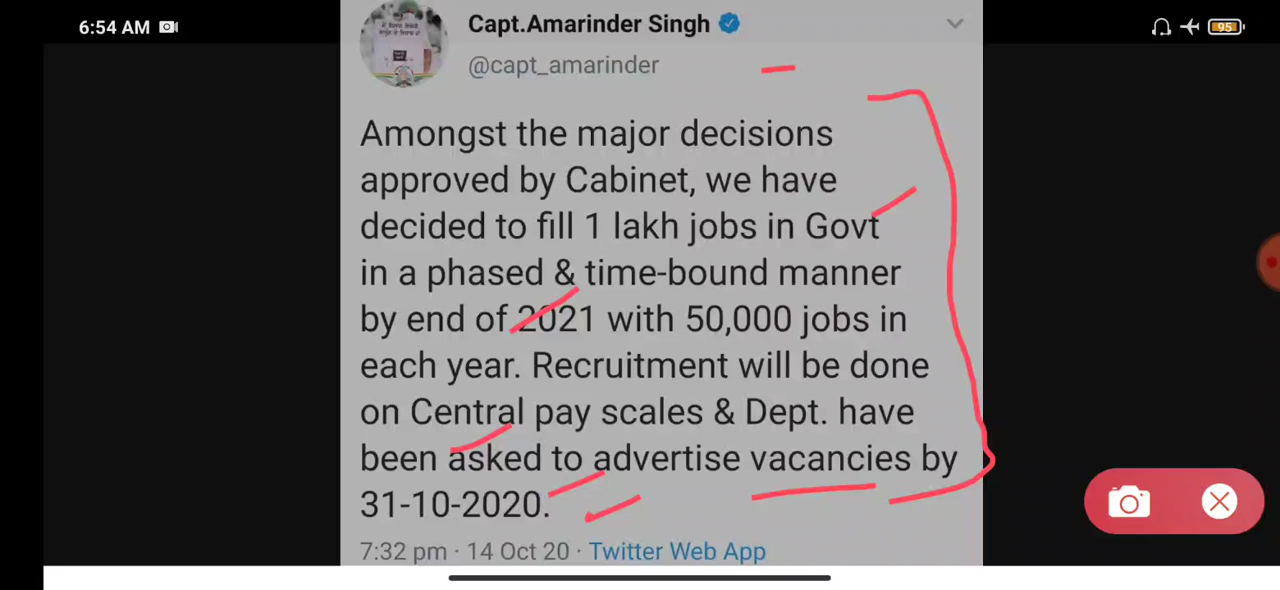 6:54 AM
95
Capt.Amarinder Singh
@capt_amarinder
Amongst the major decisions
approved by Cabinet, we have
decided to fill 1 lakh jobs in Govt
in a phased & time-bound manner
by end of 2021 with 50,000 jobs in
each year. Recruitment will be done
on Central pay scales & Dept. have
been asked to advertise vacancies by
31-10-2020.
7:32 pm · 14 Oct 20 · Twitter Web App